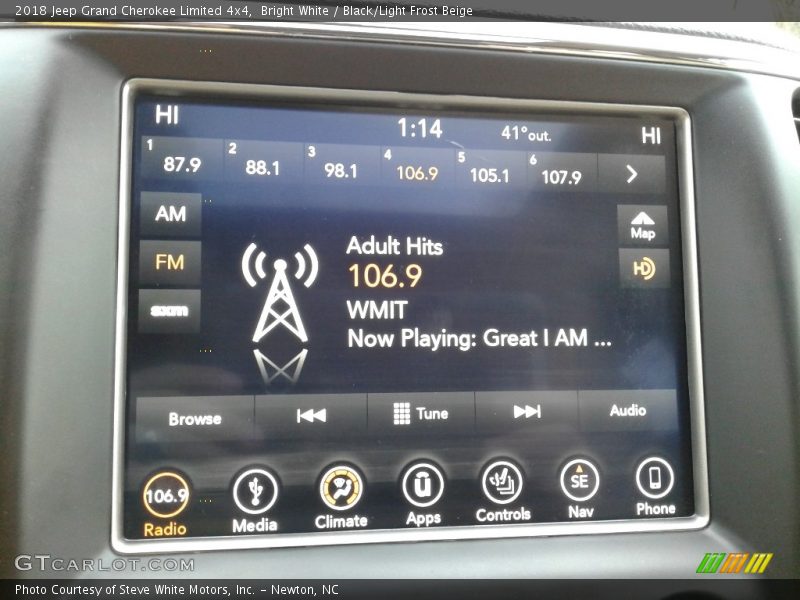 2018 Jeep Grand Cherokee Limited 4x4,  Bright White / Black/Light Frost Beige
HI 1:14 41°out. HI
1 87.9 2 88.1 3 98.1 4 106.9 5 105.1 6 107.9
AM
FM
sxm
Map
HD
Adult Hits
106.9
WMIT
Now Playing: Great I AM ...
Browse Tune Audio
106.9 SE
Radio Media Climate Apps Controls Nav Phone
GTCARLOT.COM
Photo Courtesy of Steve White Motors, Inc. – Newton, NC